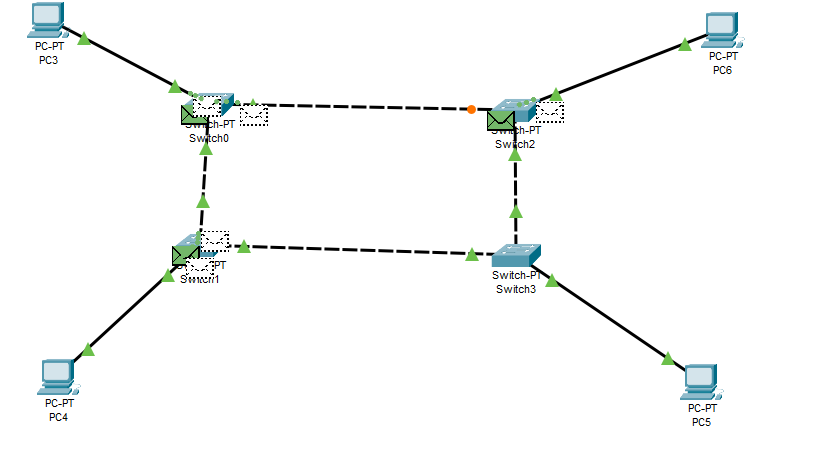 PC-PT
PC3
PC-PT
PC6
Switch-PT
Switch0
Switch-PT
Switch2
PT
Switch1
Switch-PT
Switch3
PC-PT
PC4
PC-PT
PC5